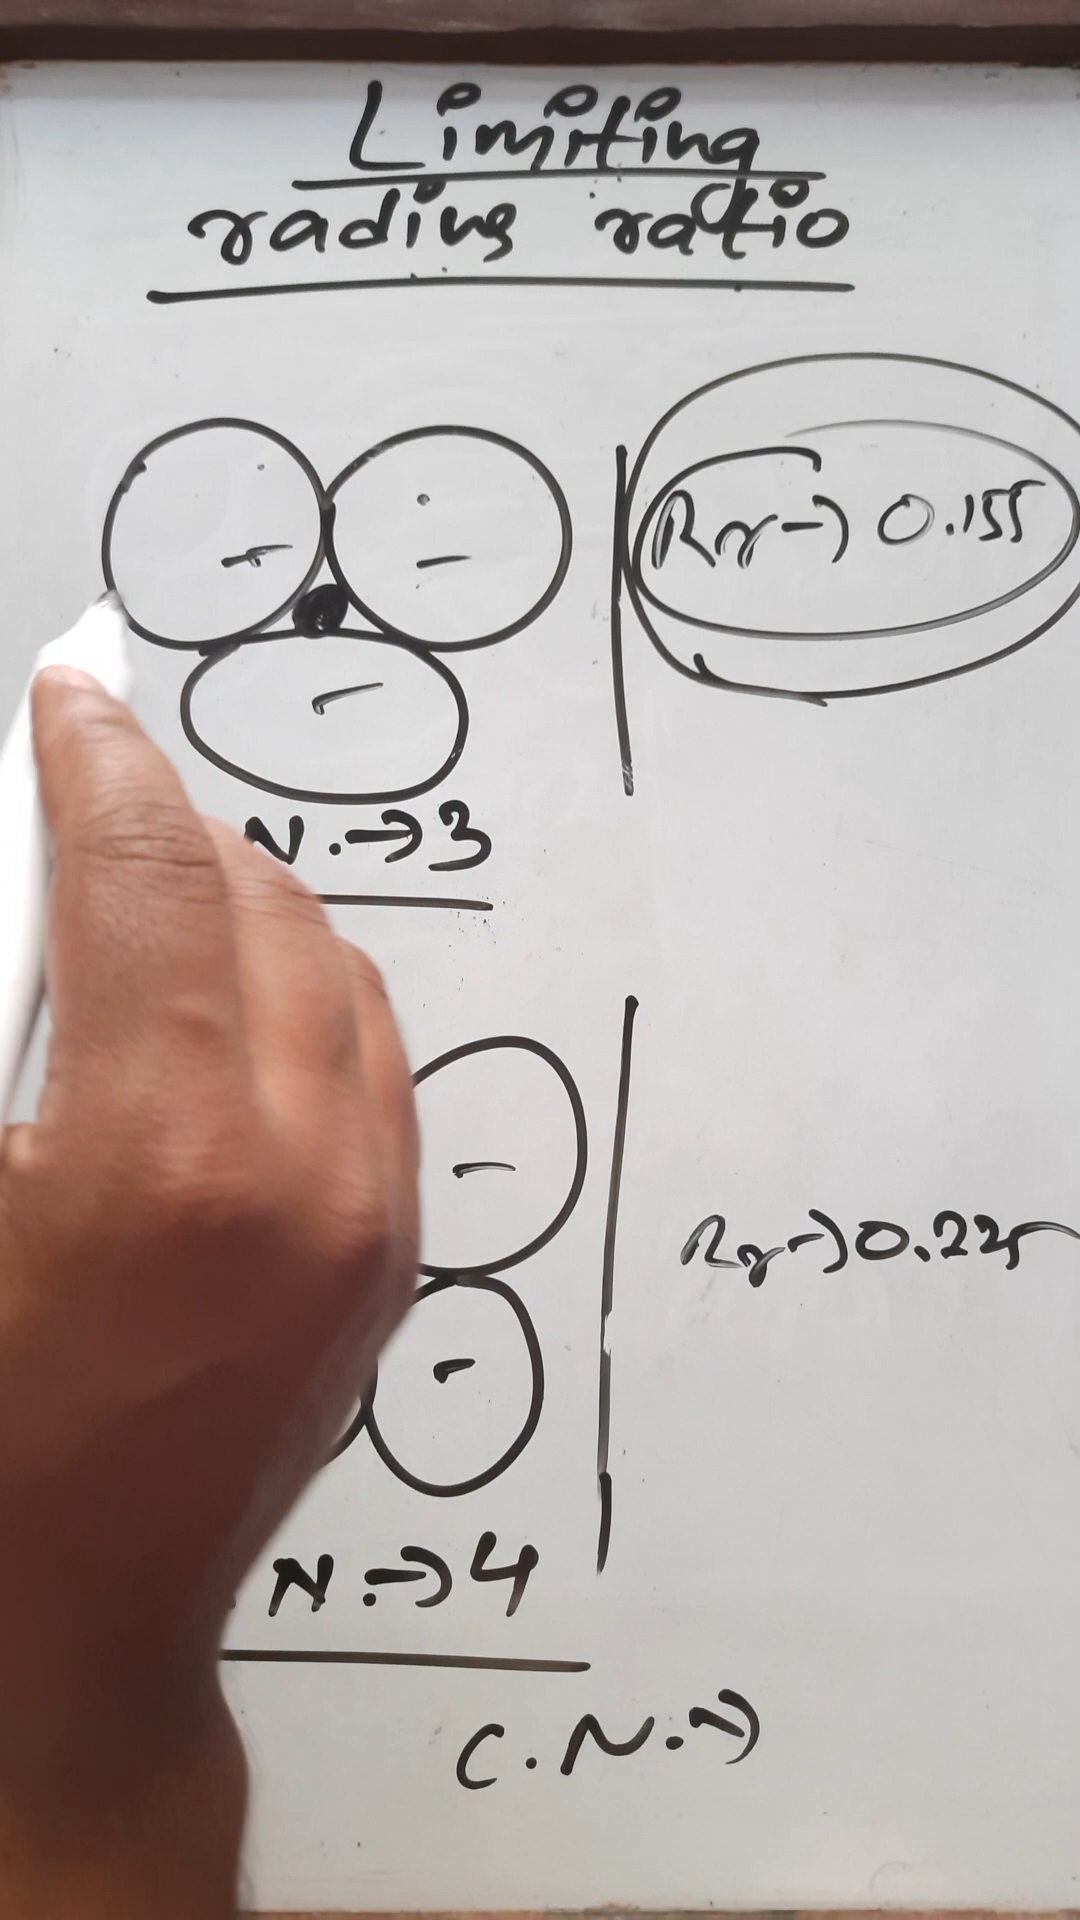 Limiting
radius ratio
Rr → 0.155
N. → 3
Rr → 0.225
. N. → 4
C. N. →